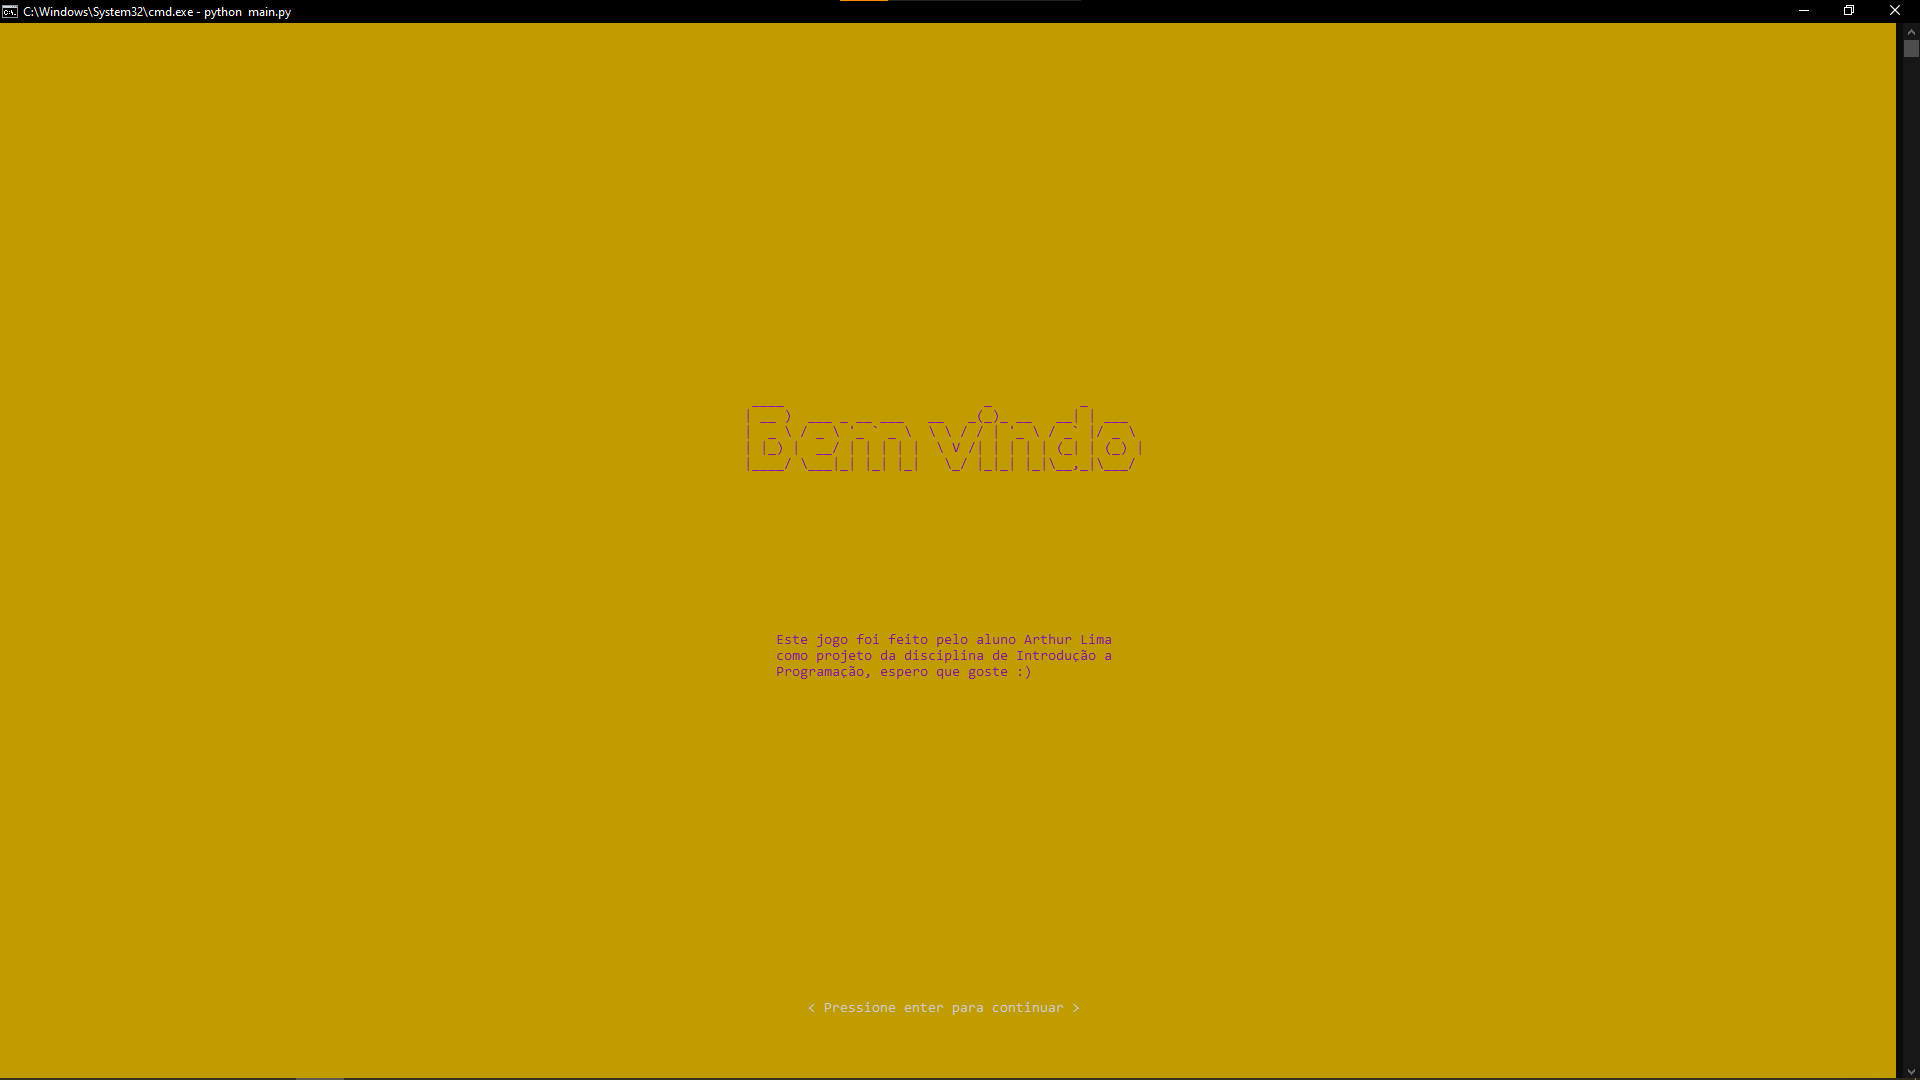 C:\Windows\System32\cmd.exe - python  main.py
Bem vindo
Este jogo foi feito pelo aluno Arthur Lima
como projeto da disciplina de Introdução a
Programação, espero que goste :)
< Pressione enter para continuar >